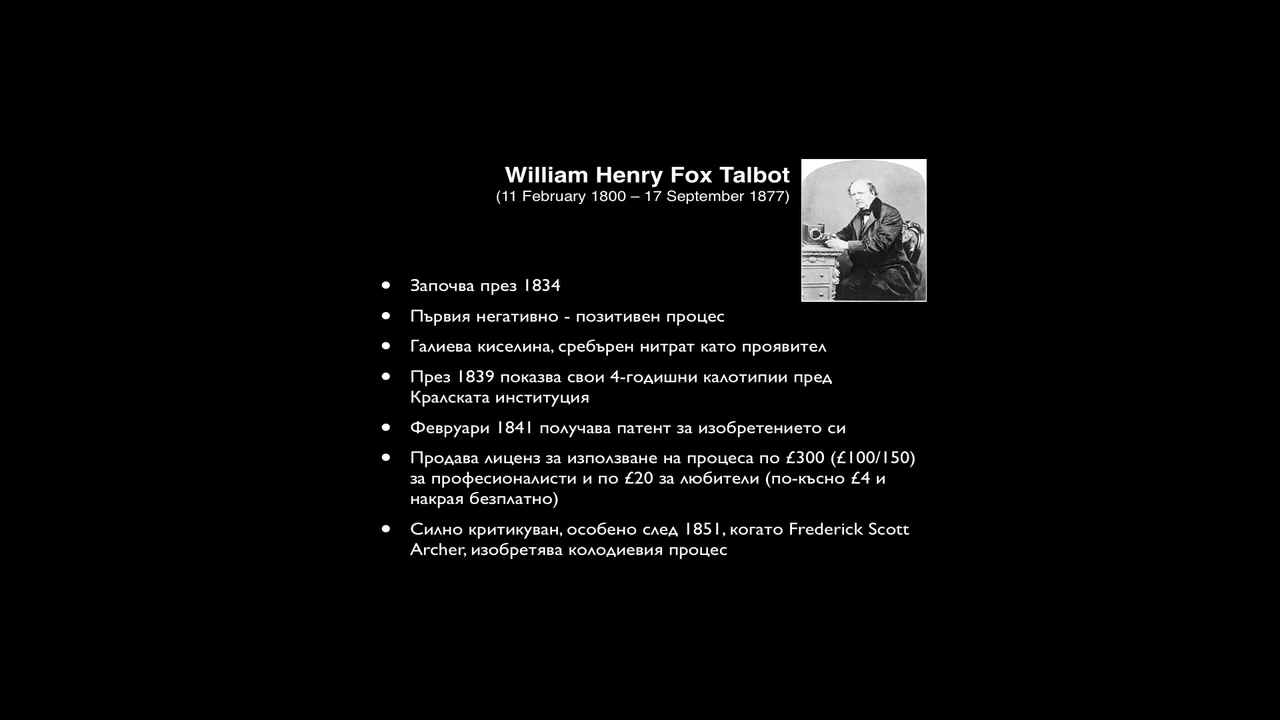 William Henry Fox Talbot
(11 February 1800 – 17 September 1877)
• Започва през 1834
• Първия негативно - позитивен процес
• Галиева киселина, сребърен нитрат като проявител
• През 1839 показва свои 4-годишни калотипии пред
Кралската институция
• Февруари 1841 получава патент за изобретението си
• Продава лиценз за използване на процеса по £300 (£100/150)
за професионалисти и по £20 за любители (по-късно £4 и
накрая безплатно)
• Силно критикуван, особено след 1851, когато Frederick Scott
Archer, изобретява колодиевия процес